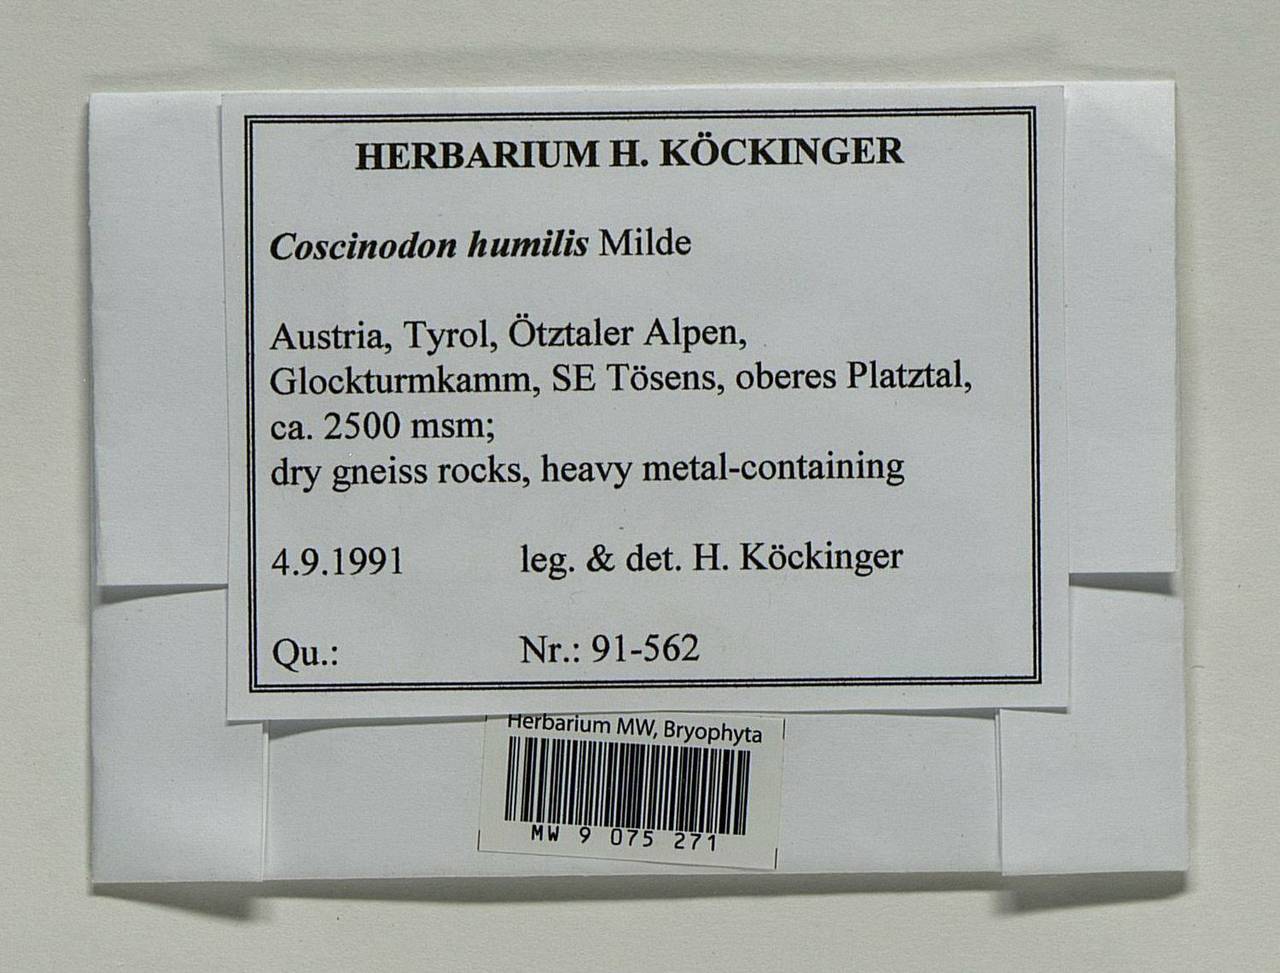 HERBARIUM H. KÖCKINGER
Coscinodon humilis Milde
Austria, Tyrol, Ötztaler Alpen,
Glockturmkamm, SE Tösens, oberes Platztal,
ca. 2500 msm;
dry gneiss rocks, heavy metal-containing
4.9.1991 leg. & det. H. Köckinger
Qu.: Nr.: 91-562
Herbarium MW, Bryophyta
MW 9 075 271